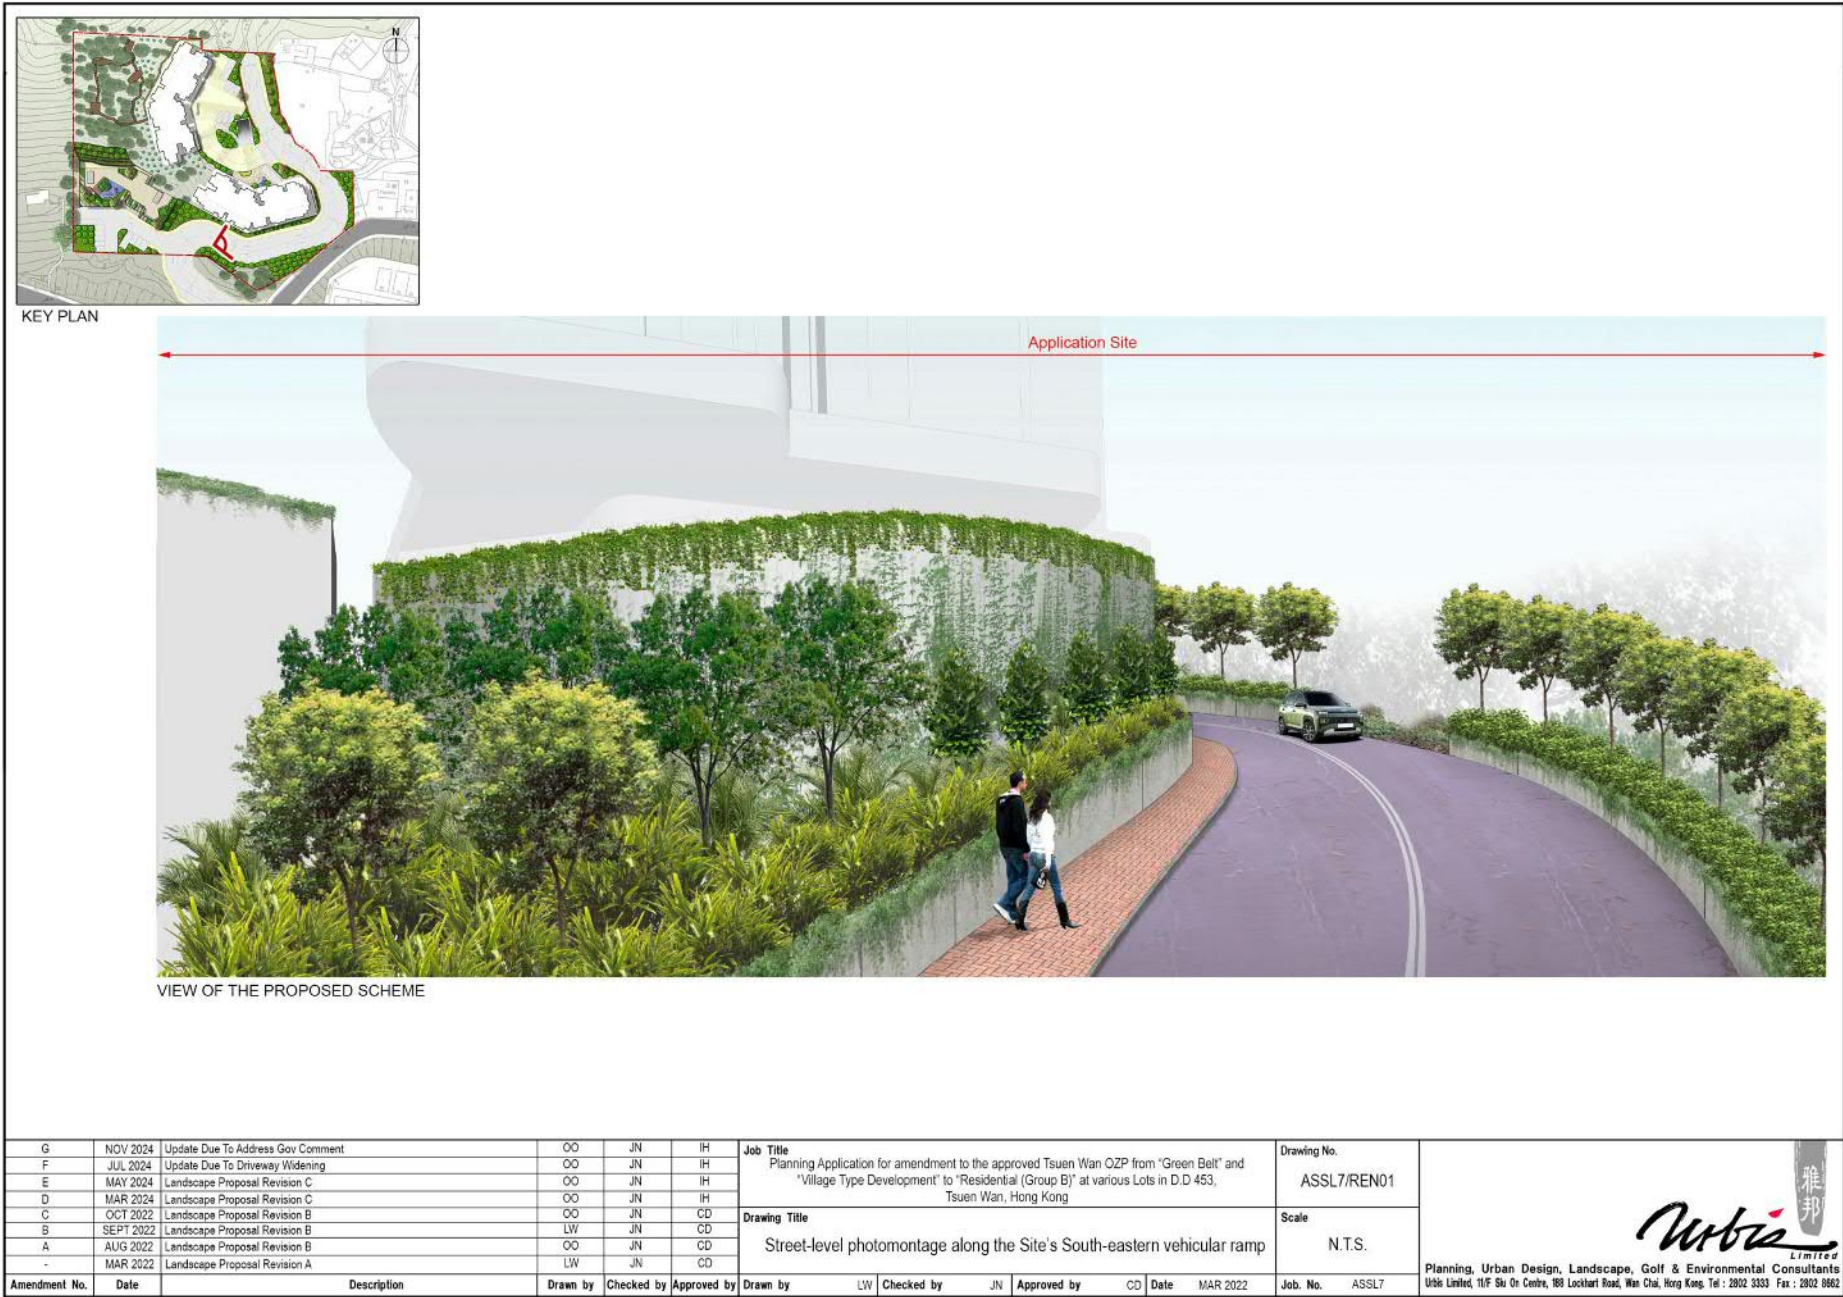 N
KEY PLAN
Application Site
VIEW OF THE PROPOSED SCHEME
G NOV 2024 Update Due To Address Gov Comment OO JN IH
F JUL 2024 Update Due To Driveway Widening OO JN IH
E MAY 2024 Landscape Proposal Revision C OO JN IH
D MAR 2024 Landscape Proposal Revision C OO JN IH
C OCT 2022 Landscape Proposal Revision B OO JN CD
B SEPT 2022 Landscape Proposal Revision B LW JN CD
A AUG 2022 Landscape Proposal Revision B OO JN CD
- MAR 2022 Landscape Proposal Revision A LW JN CD
Amendment No. Date Description Drawn by Checked by Approved by
Job Title
Planning Application for amendment to the approved Tsuen Wan OZP from "Green Belt" and
"Village Type Development" to "Residential (Group B)" at various Lots in D.D 453,
Tsuen Wan, Hong Kong
Drawing Title
Street-level photomontage along the Site's South-eastern vehicular ramp
Drawn by LW Checked by JN Approved by CD Date MAR 2022
Drawing No.
ASSL7/REN01
Scale
N.T.S.
Job. No. ASSL7
雅邦
Urbis
Limited
Planning, Urban Design, Landscape, Golf & Environmental Consultants
Urbis Limited, 11/F Siu On Centre, 188 Lockhart Road, Wan Chai, Hong Kong. Tel : 2802 3333 Fax : 2802 8662